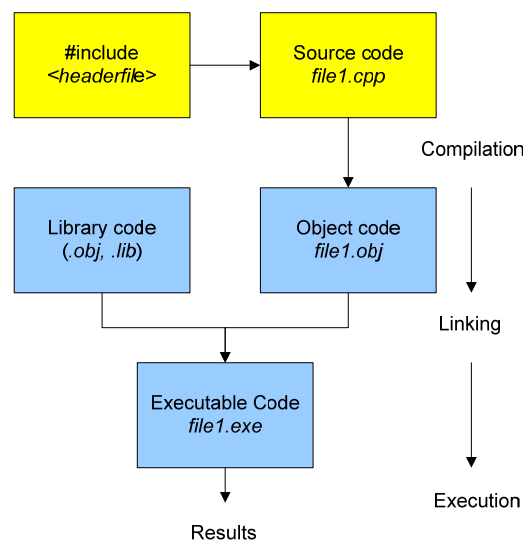 #include
<headerfile>
Source code
file1.cpp
Compilation
Library code
(.obj, .lib)
Object code
file1.obj
Linking
Executable Code
file1.exe
Execution
Results